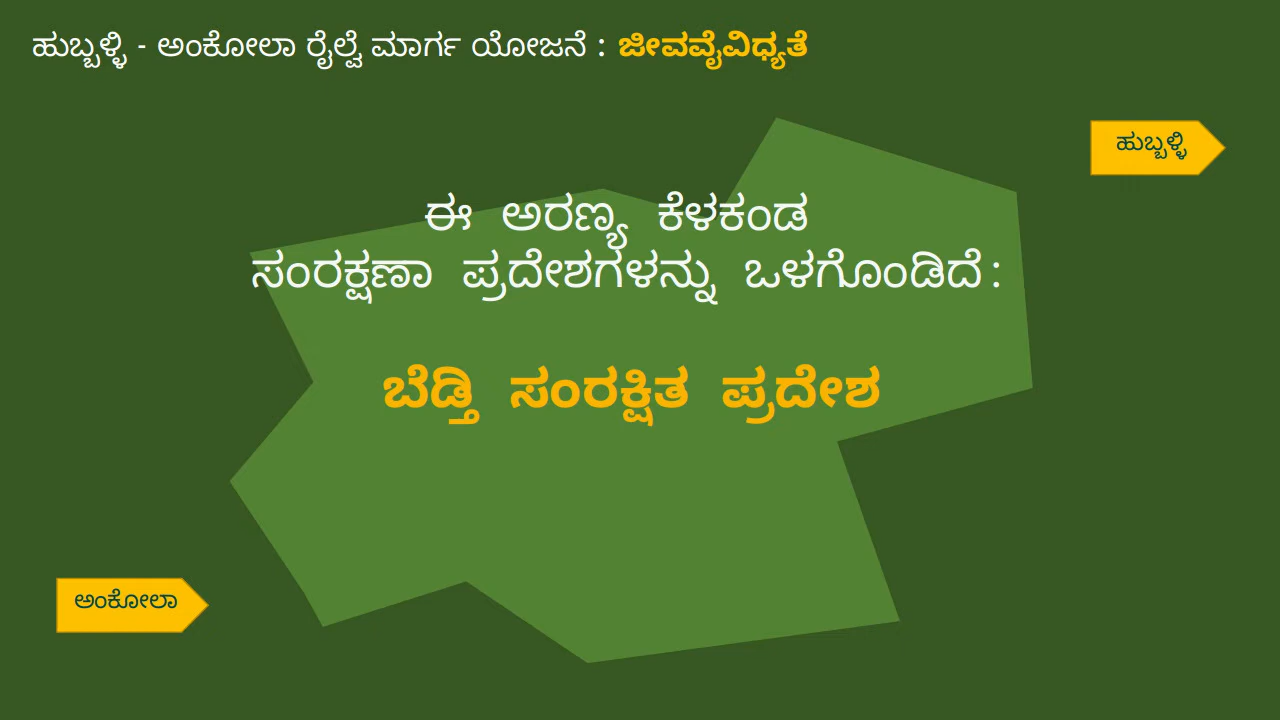 ಹುಬ್ಬಳ್ಳಿ - ಅಂಕೋಲಾ ರೈಲ್ವೆ ಮಾರ್ಗ ಯೋಜನೆ : ಜೀವವೈವಿಧ್ಯತೆ
ಹುಬ್ಬಳ್ಳಿ
ಈ ಅರಣ್ಯ ಕೆಳಕಂಡ
ಸಂರಕ್ಷಣಾ ಪ್ರದೇಶಗಳನ್ನು ಒಳಗೊಂಡಿದೆ :
ಬೆಡ್ತಿ ಸಂರಕ್ಷಿತ ಪ್ರದೇಶ
ಅಂಕೋಲಾ